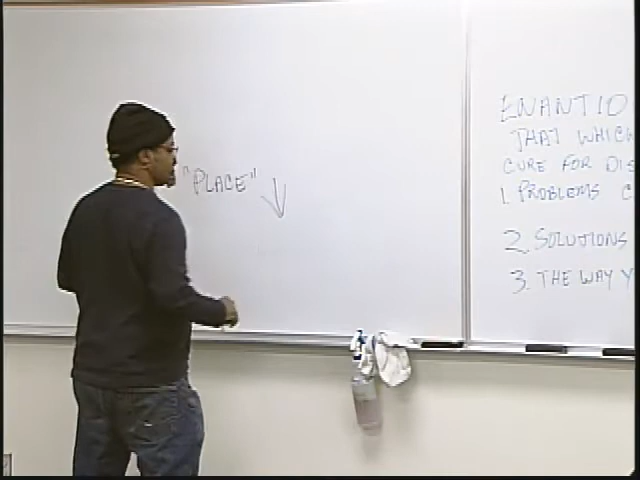 "PLACE" ↓
ENANTIO
THAT WHICH
CURE FOR DIS
1. PROBLEMS C
2. SOLUTIONS
3. THE WAY Y